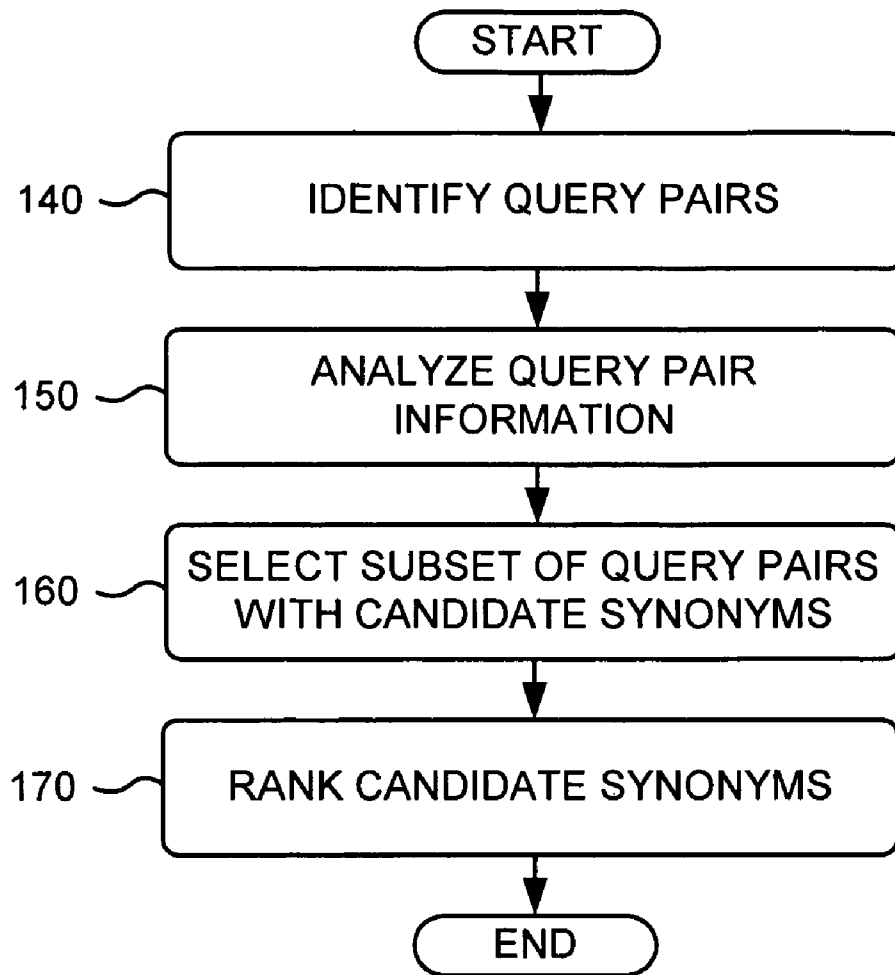 START
140
IDENTIFY QUERY PAIRS
150
ANALYZE QUERY PAIR
INFORMATION
160
SELECT SUBSET OF QUERY PAIRS
WITH CANDIDATE SYNONYMS
170
RANK CANDIDATE SYNONYMS
END